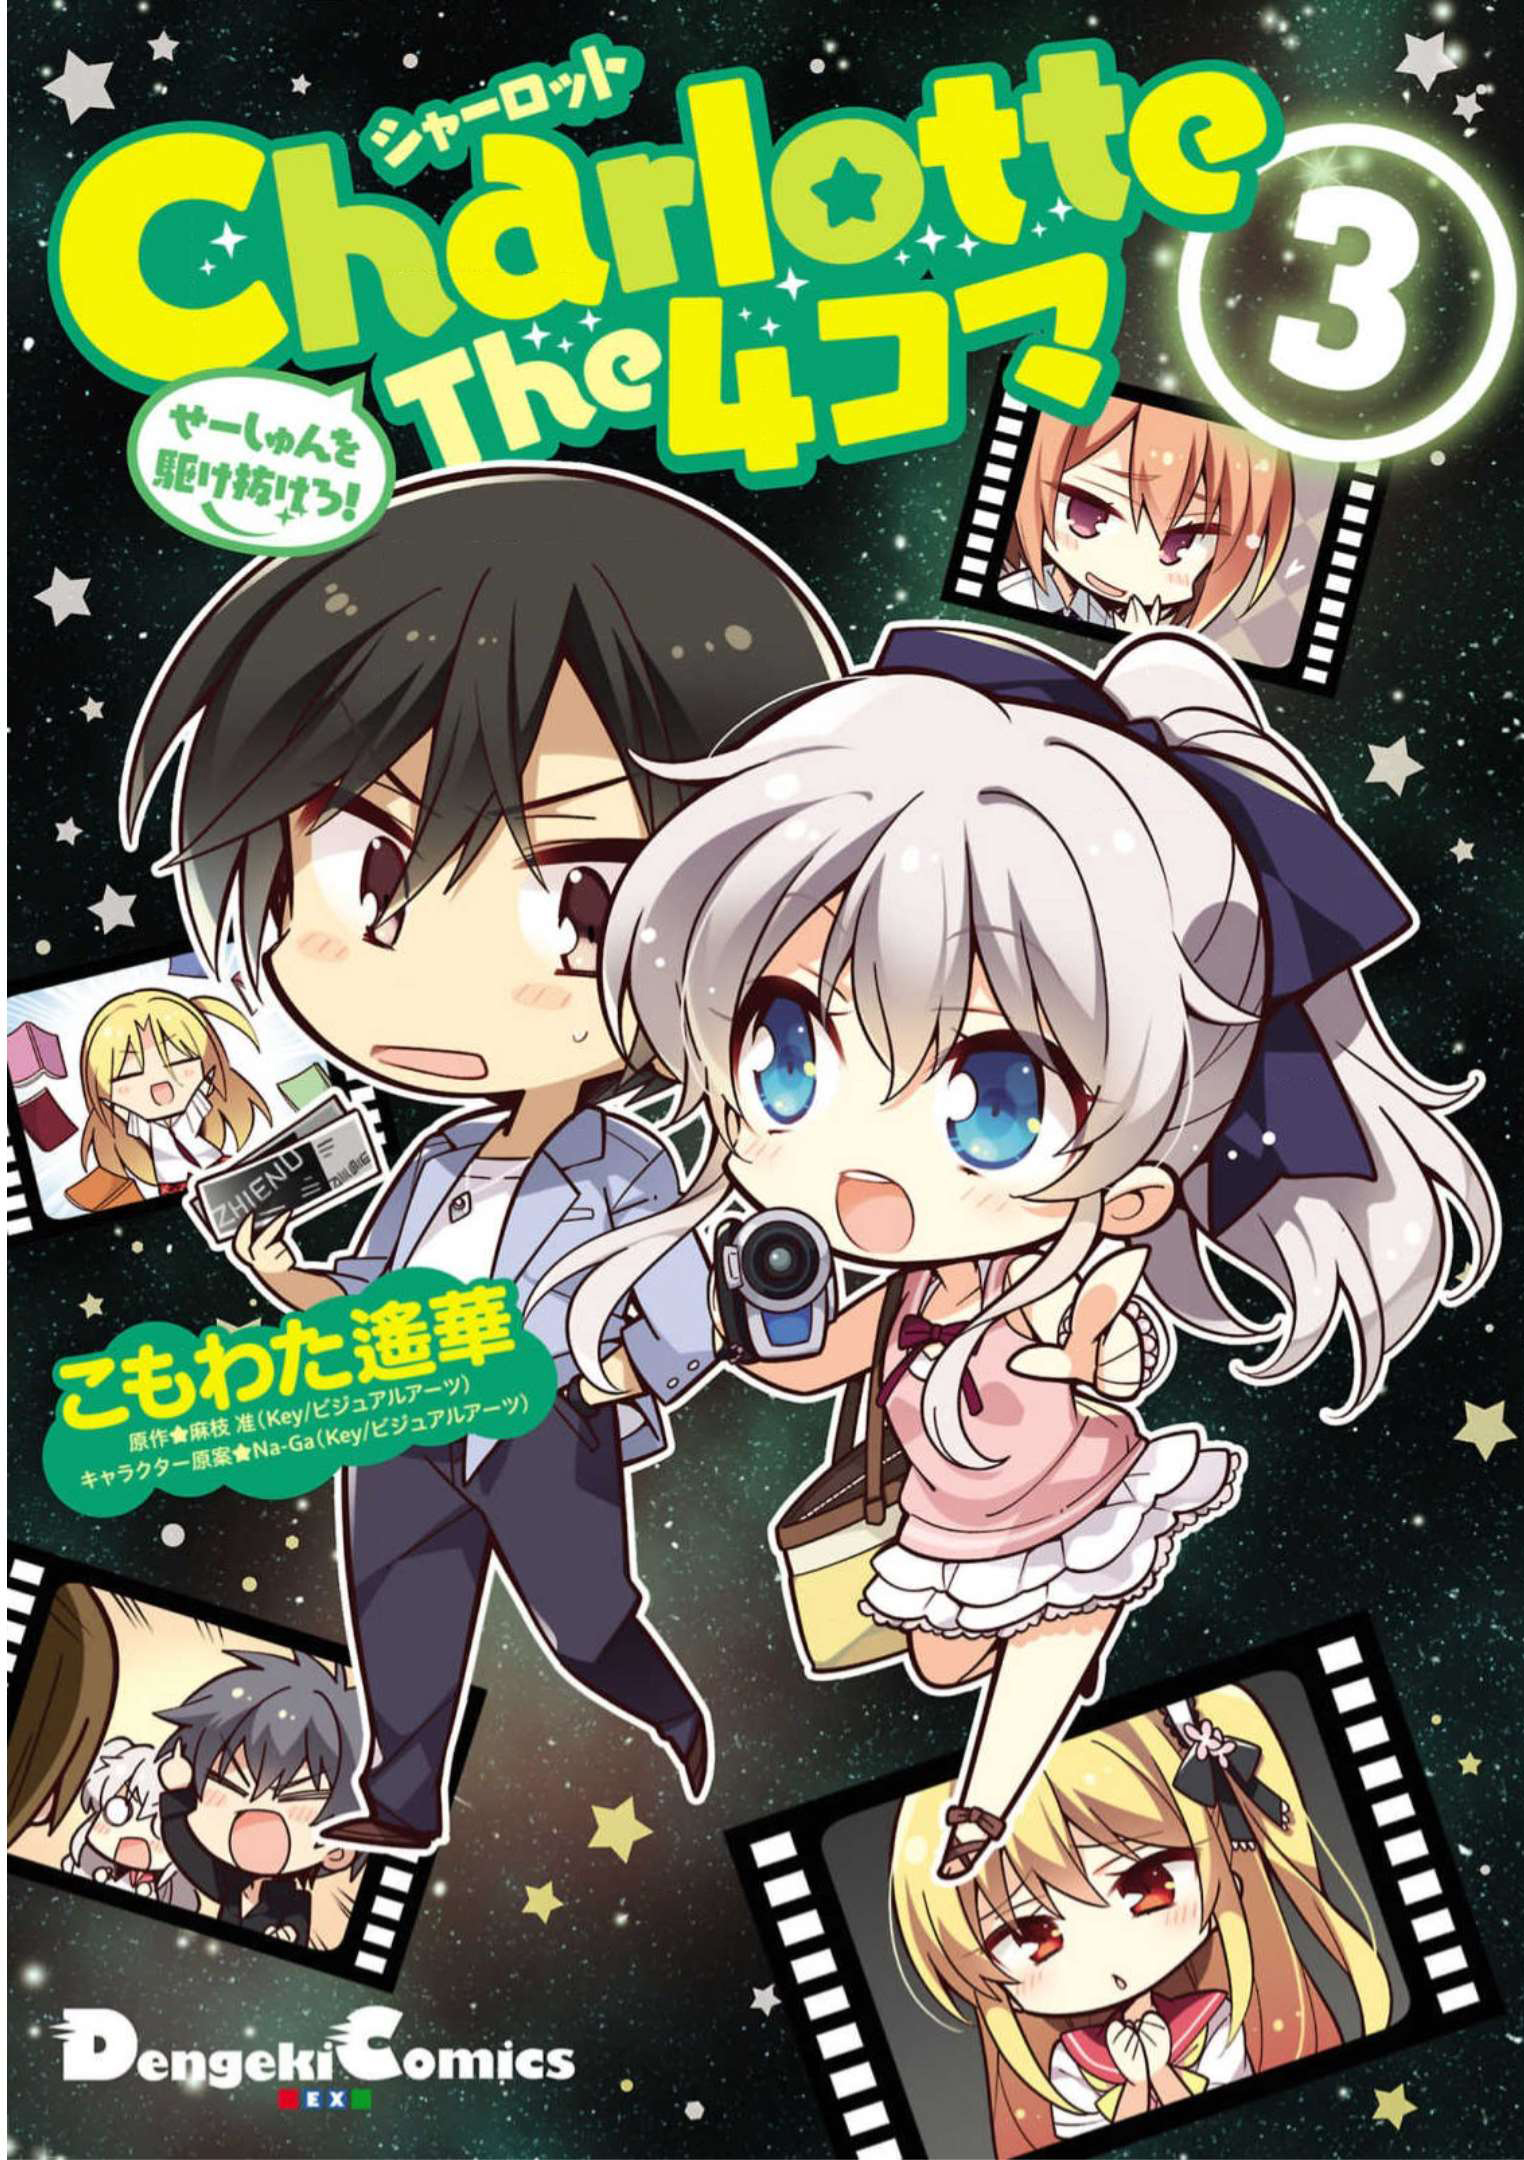 シャーロット
Charlotte
The 4コマ
3
せーしゅんを
駆け抜けろ!
ZHIEND
こもわた遙華
原作★麻枝 准(Key/ビジュアルアーツ)
キャラクター原案★Na-Ga(Key/ビジュアルアーツ)
Dengeki Comics
EX